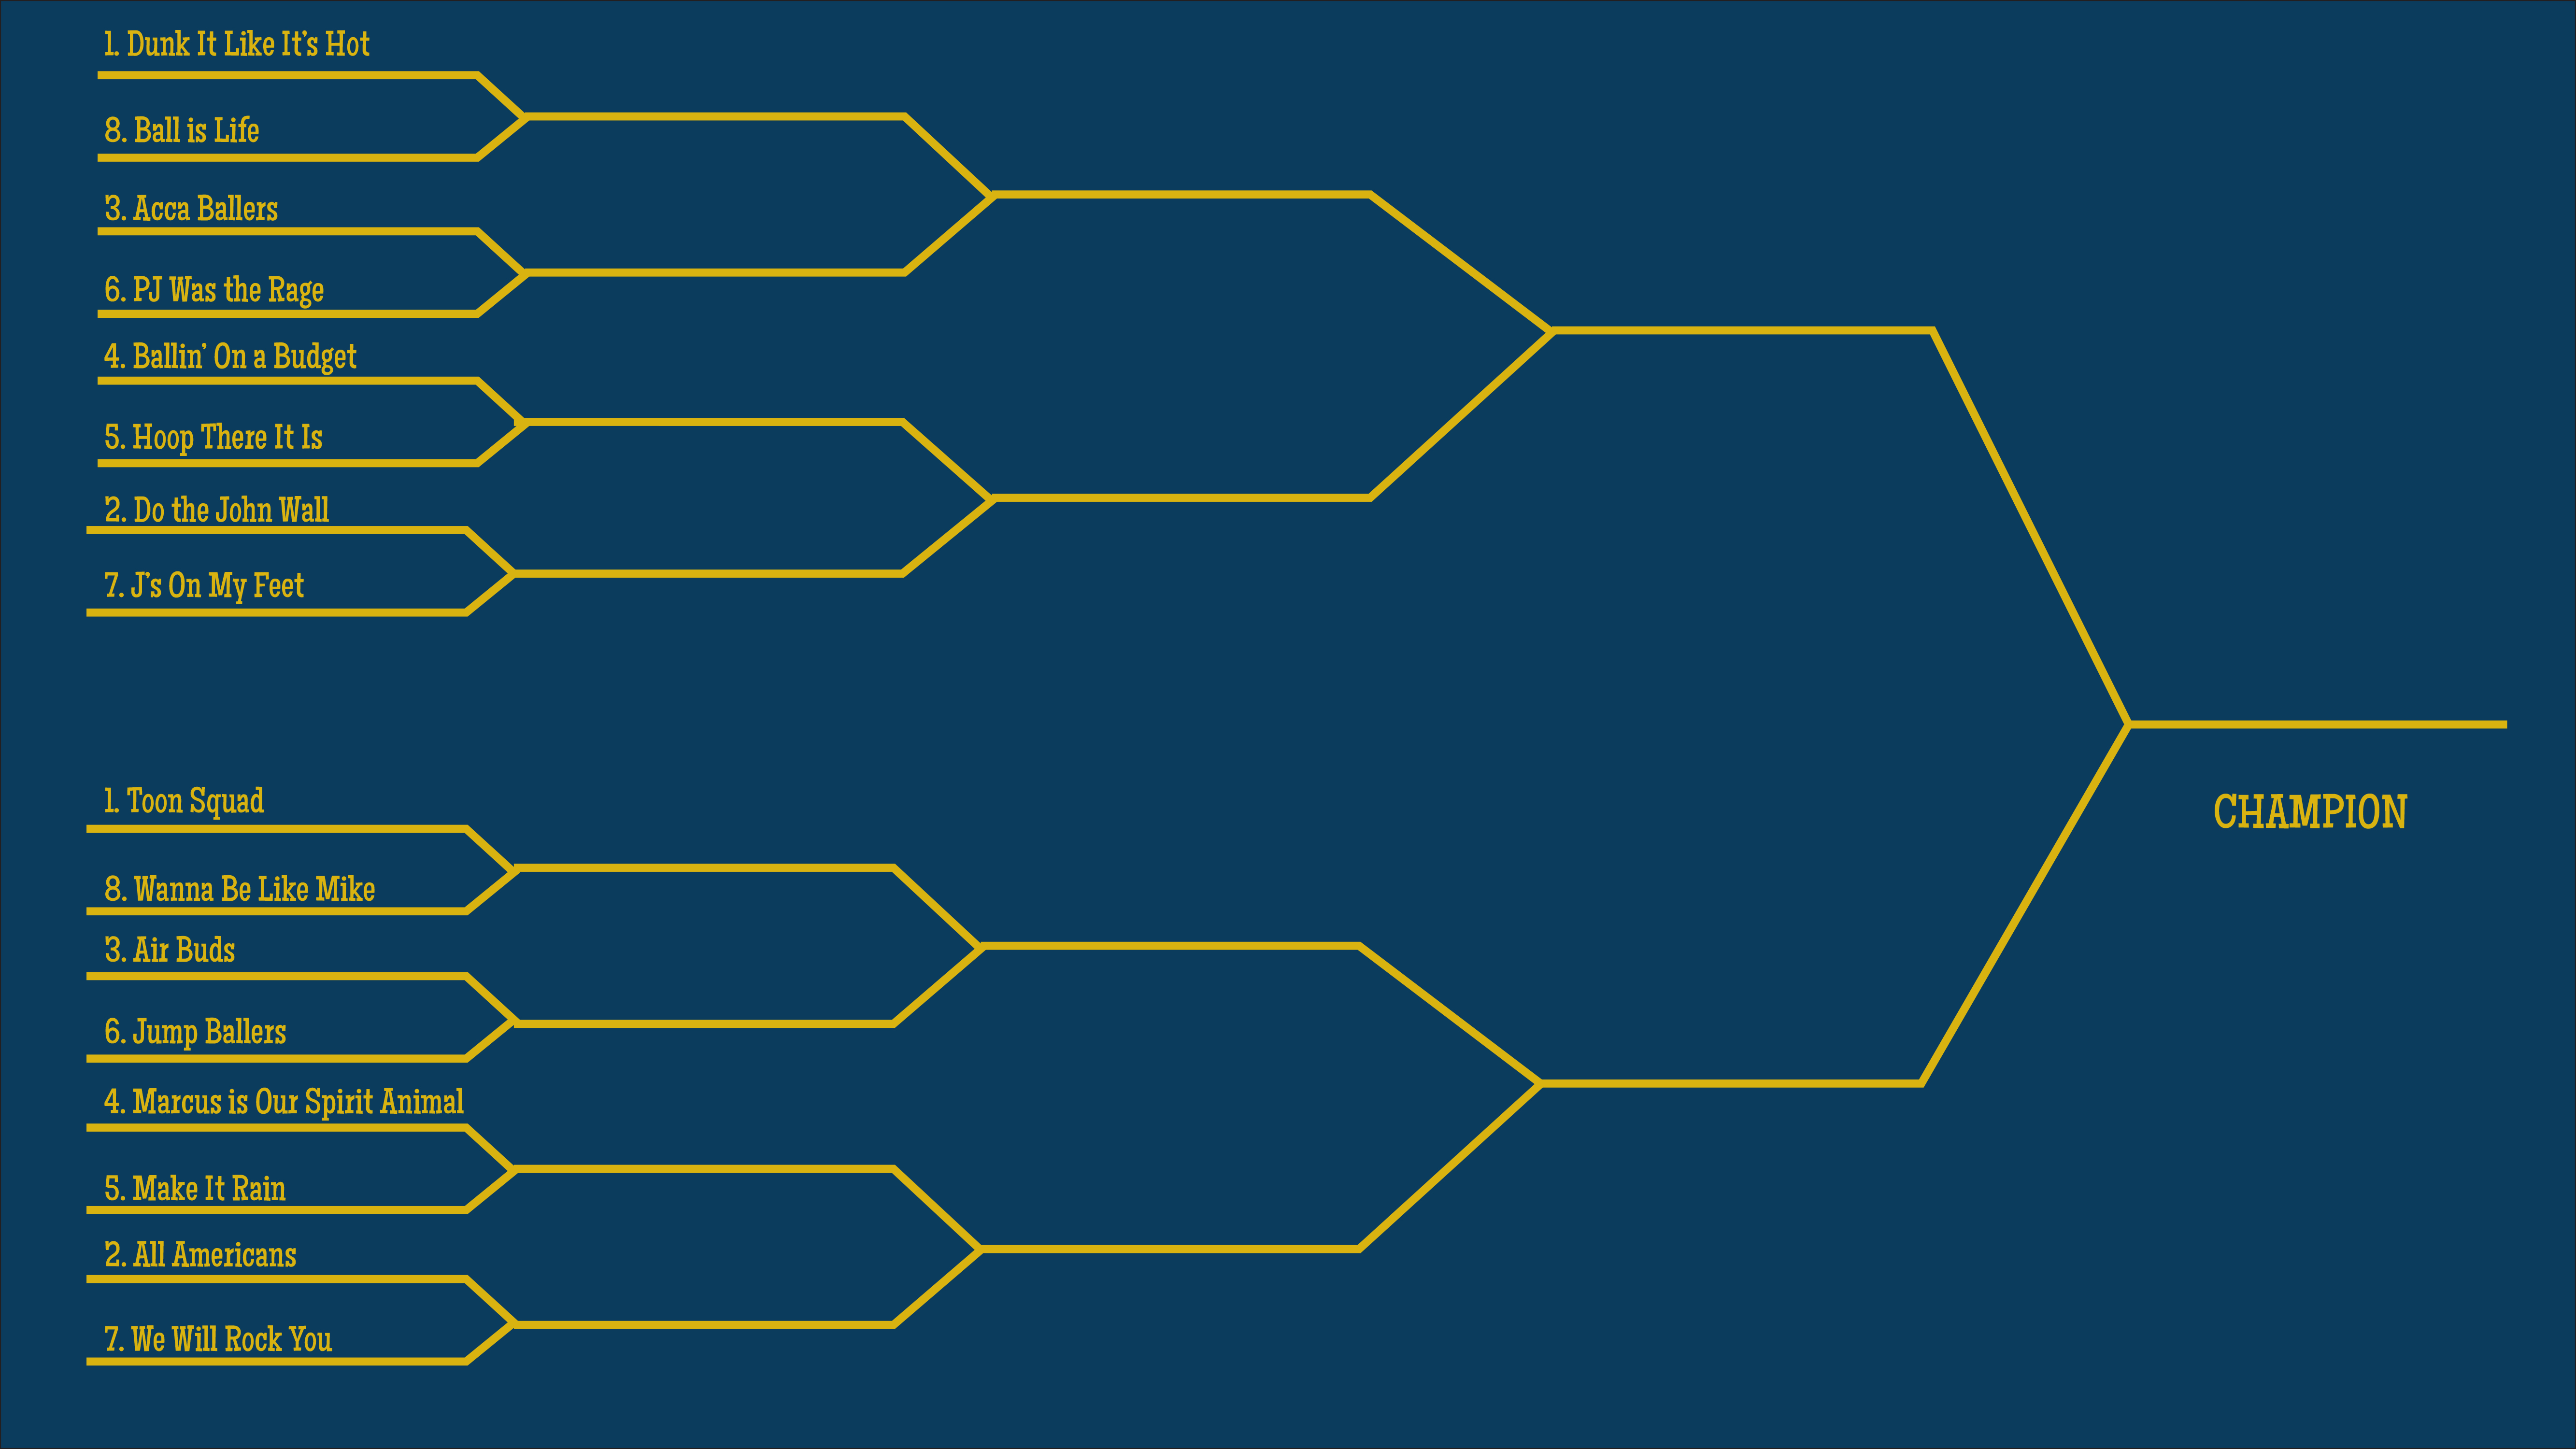 1. Dunk It Like It's Hot
8. Ball is Life
3. Acca Ballers
6. PJ Was the Rage
4. Ballin' On a Budget
5. Hoop There It Is
2. Do the John Wall
7. J's On My Feet
1. Toon Squad
8. Wanna Be Like Mike
3. Air Buds
6. Jump Ballers
4. Marcus is Our Spirit Animal
5. Make It Rain
2. All Americans
7. We Will Rock You
CHAMPION